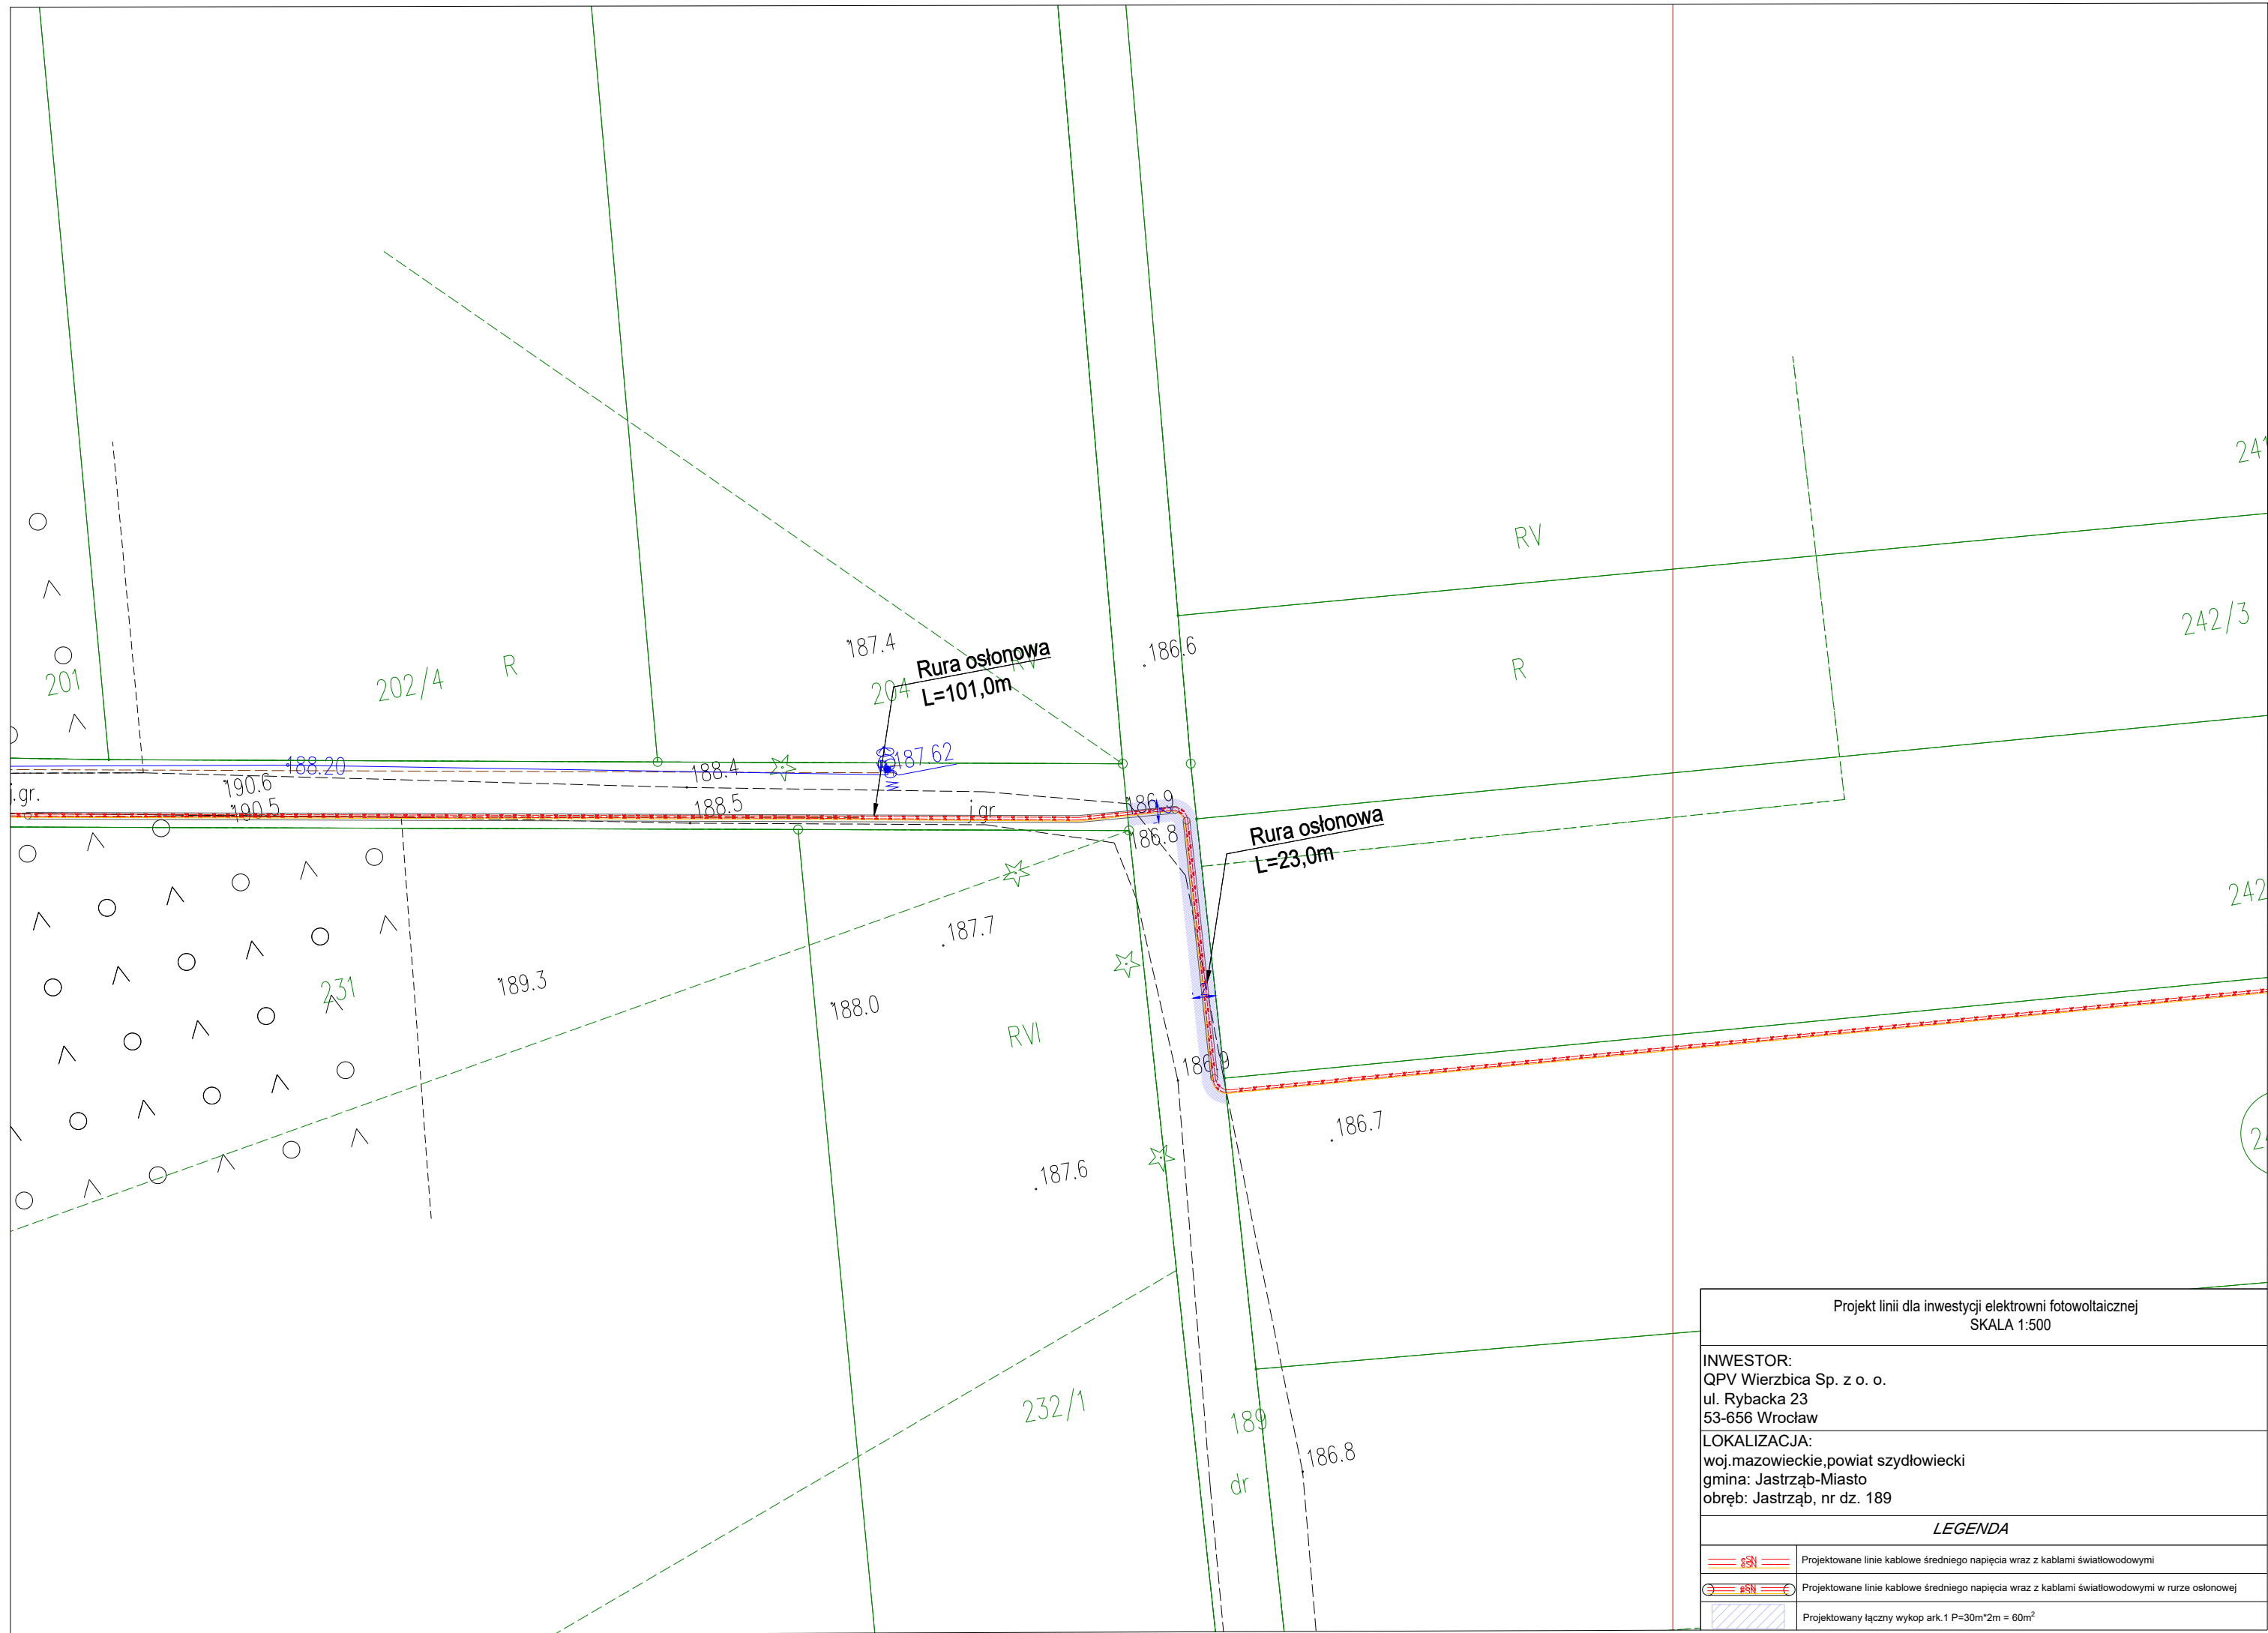 241
RV
242/3
187.4
186.6
R
201
202/4
R
204
RV
Rura osłonowa
L=101,0m
187.62
188.20
188.4
190.6
190.5
188.5
j.gr.
186.9
186.8
Rura osłonowa
L=23,0m
242
187.7
231
189.3
188.0
RVI
186.9
186.7
187.6
232/1
189
dr
186.8
Projekt linii dla inwestycji elektrowni fotowoltaicznej
SKALA 1:500
INWESTOR:
QPV Wierzbica Sp. z o. o.
ul. Rybacka 23
53-656 Wrocław
LOKALIZACJA:
woj.mazowieckie,powiat szydłowiecki
gmina: Jastrząb-Miasto
obręb: Jastrząb, nr dz. 189
LEGENDA
eSN
eSN
Projektowane linie kablowe średniego napięcia wraz z kablami światłowodowymi
eSN
eSN
Projektowane linie kablowe średniego napięcia wraz z kablami światłowodowymi w rurze osłonowej
Projektowany łączny wykop ark.1 P=30m*2m = 60m²